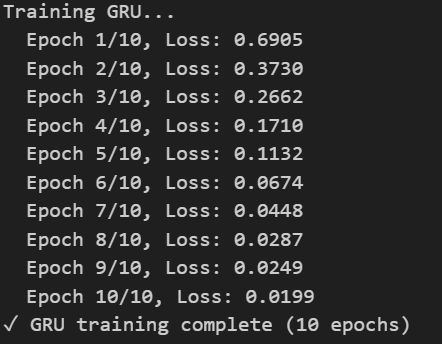 Training GRU...
Epoch 1/10, Loss: 0.6905
Epoch 2/10, Loss: 0.3730
Epoch 3/10, Loss: 0.2662
Epoch 4/10, Loss: 0.1710
Epoch 5/10, Loss: 0.1132
Epoch 6/10, Loss: 0.0674
Epoch 7/10, Loss: 0.0448
Epoch 8/10, Loss: 0.0287
Epoch 9/10, Loss: 0.0249
Epoch 10/10, Loss: 0.0199
✓ GRU training complete (10 epochs)